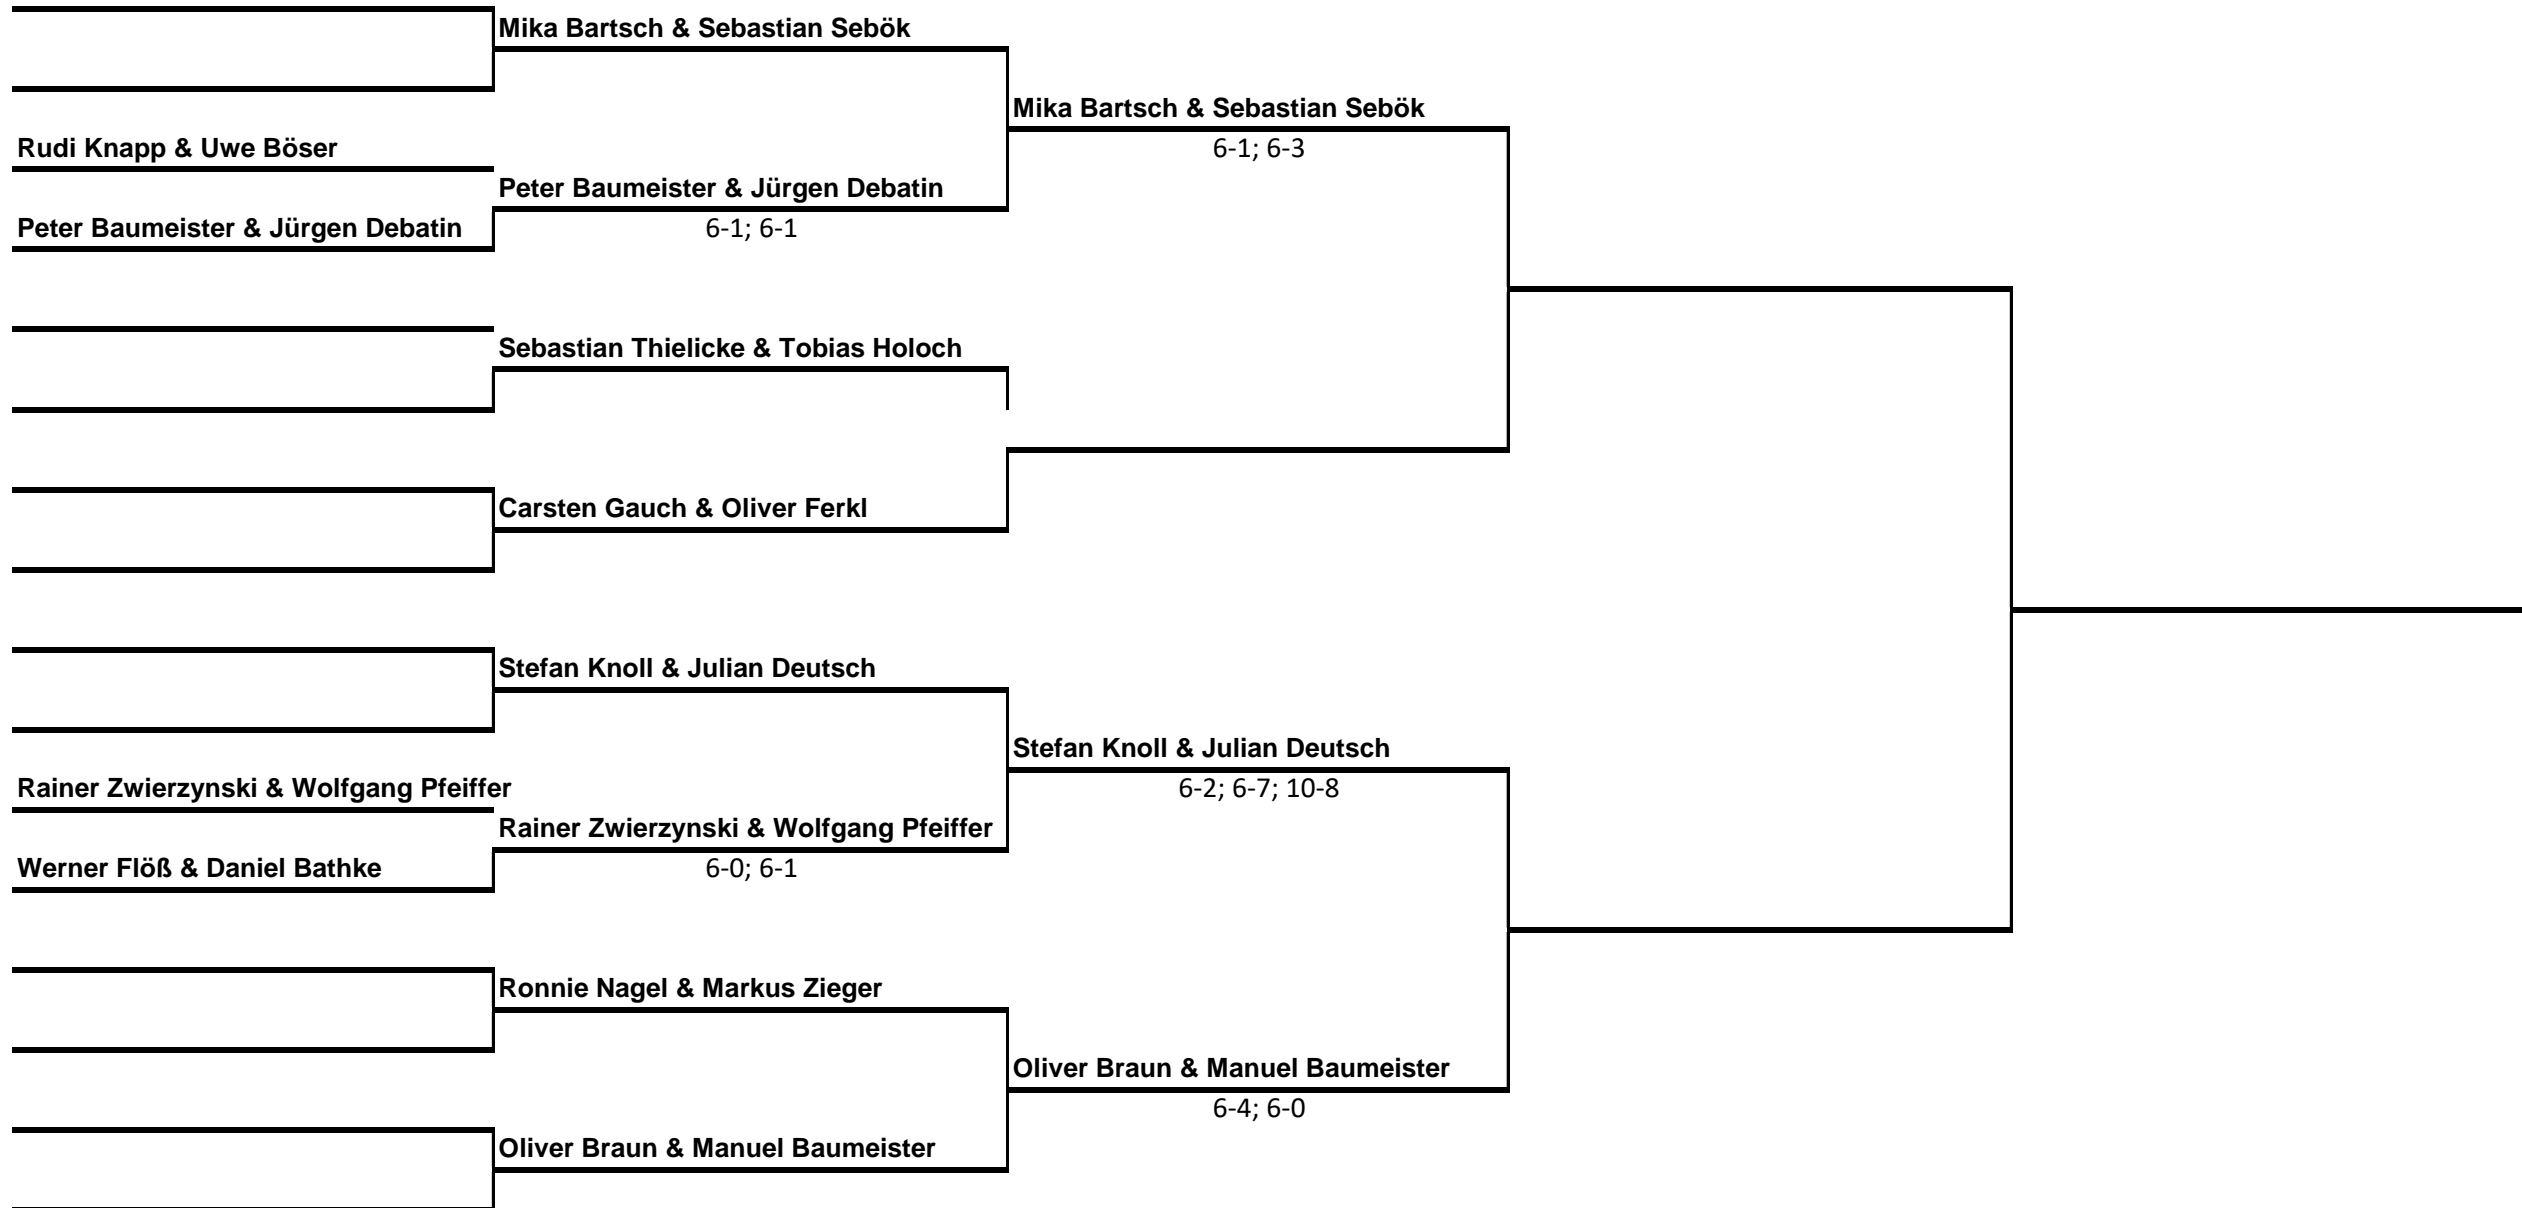 Mika Bartsch & Sebastian Sebök
Mika Bartsch & Sebastian Sebök
Rudi Knapp & Uwe Böser
6-1; 6-3
Peter Baumeister & Jürgen Debatin
Peter Baumeister & Jürgen Debatin
6-1; 6-1
Sebastian Thielicke & Tobias Holoch
Carsten Gauch & Oliver Ferkl
Stefan Knoll & Julian Deutsch
Stefan Knoll & Julian Deutsch
Rainer Zwierzynski & Wolfgang Pfeiffer
6-2; 6-7; 10-8
Rainer Zwierzynski & Wolfgang Pfeiffer
Werner Flöß & Daniel Bathke
6-0; 6-1
Ronnie Nagel & Markus Zieger
Oliver Braun & Manuel Baumeister
6-4; 6-0
Oliver Braun & Manuel Baumeister